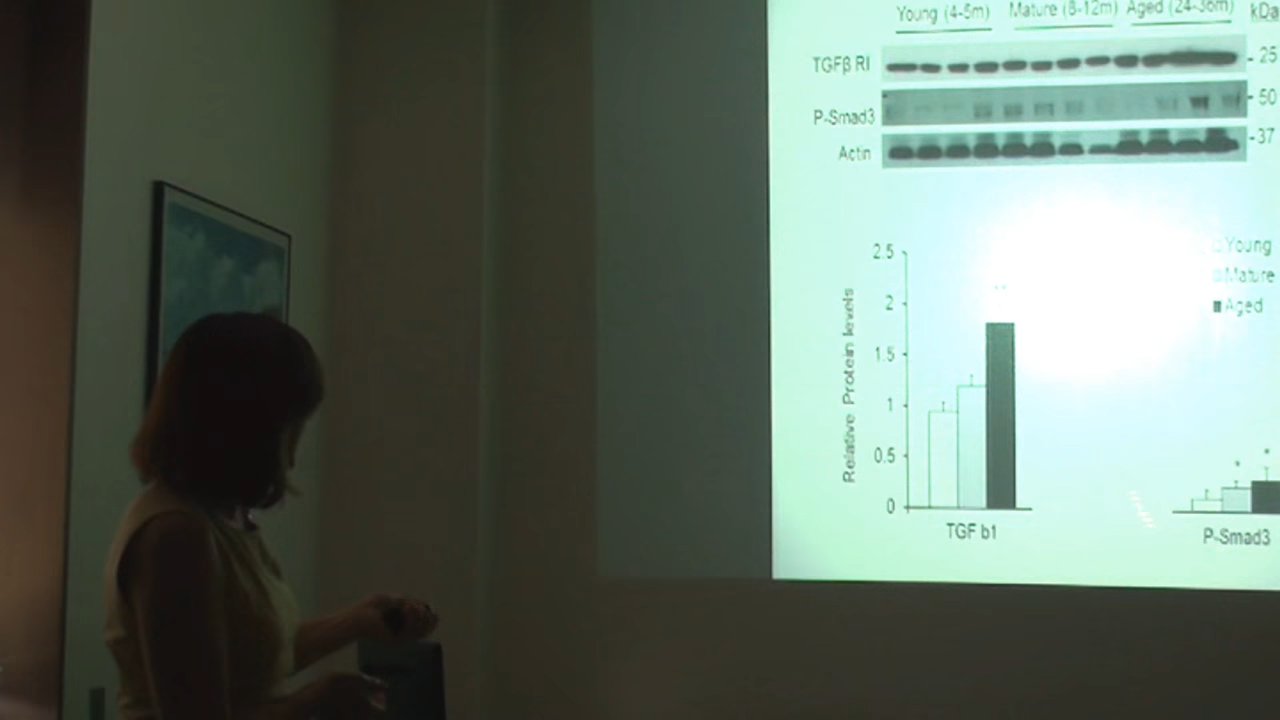 Young (4-5m) Mature (8-12m) Aged (24-36m) kDa
TGFβ RI - 25
P-Smad3 - 50
Actin -37
2.5
2
1.5
1
0.5
0
Relative Protein levels
Young
Mature
Aged
TGF b1
P-Smad3